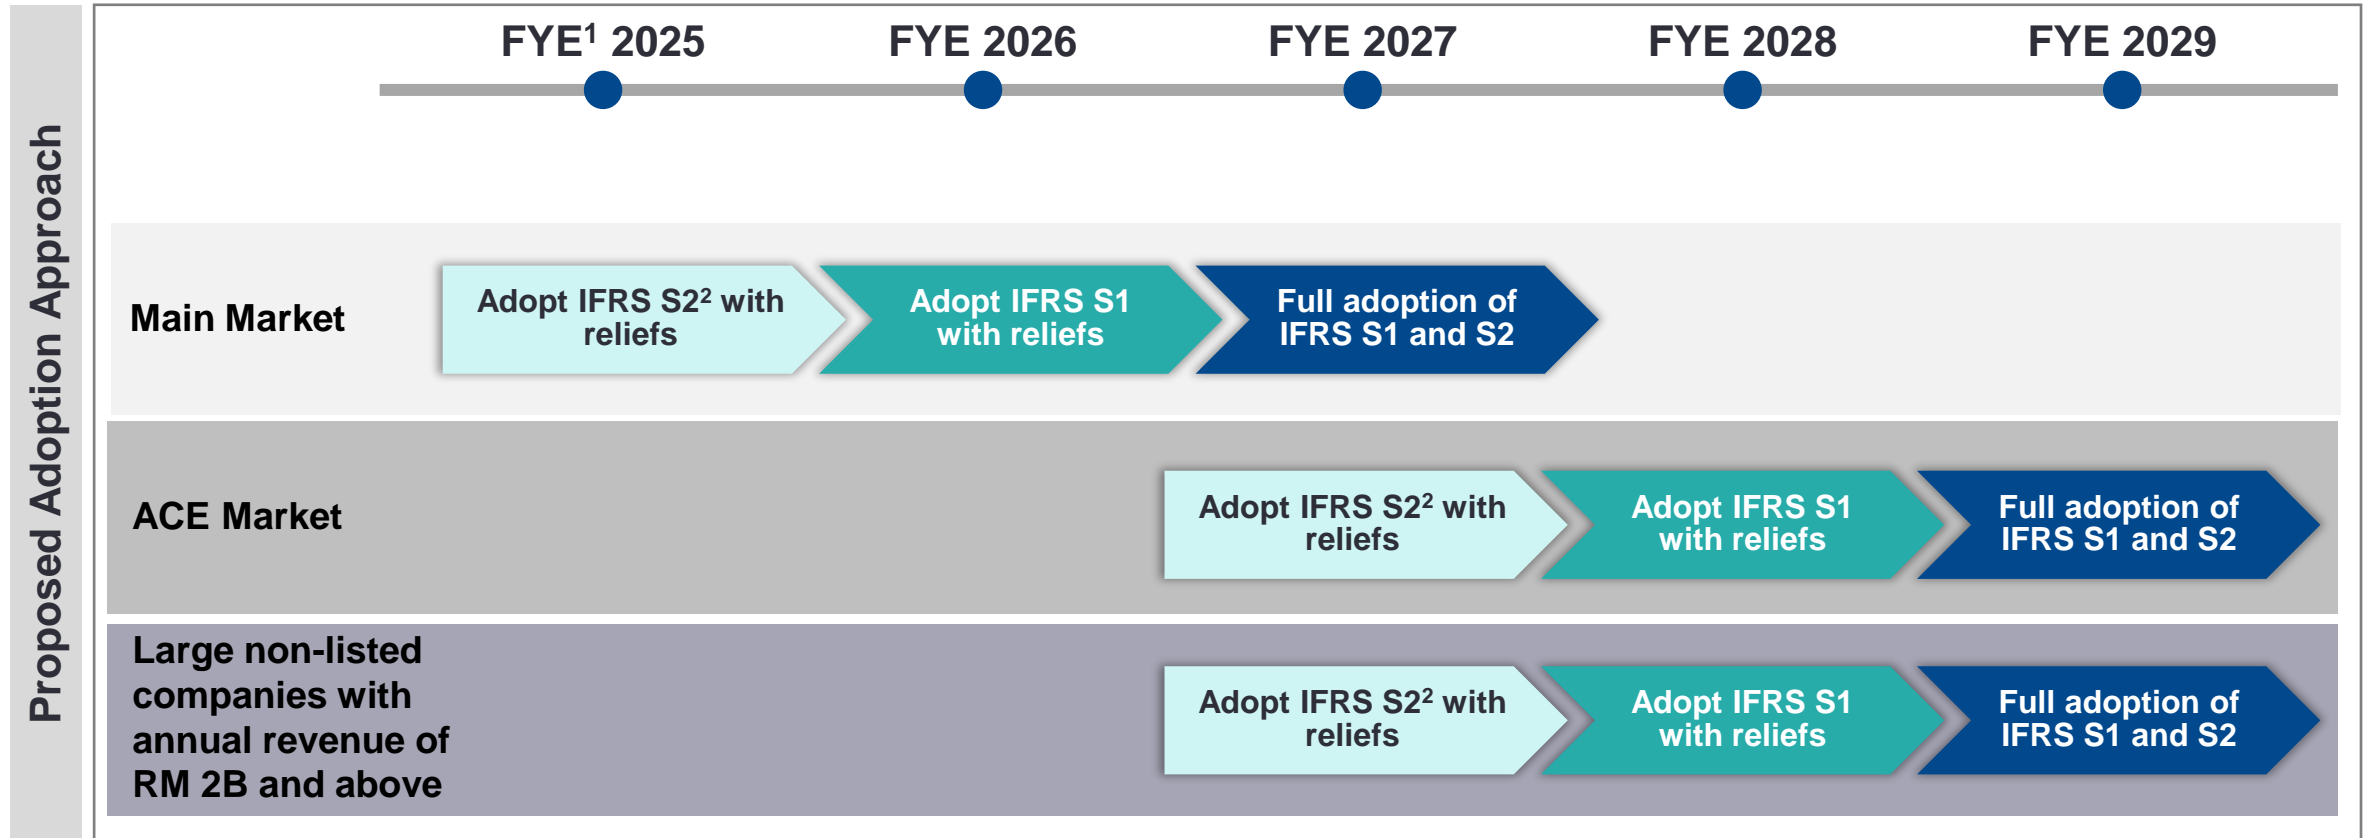 Proposed Adoption Approach
FYE¹ 2025
FYE 2026
FYE 2027
FYE 2028
FYE 2029
Main Market
Adopt IFRS S2² with
reliefs
Adopt IFRS S1
with reliefs
Full adoption of
IFRS S1 and S2
ACE Market
Adopt IFRS S2² with
reliefs
Adopt IFRS S1
with reliefs
Full adoption of
IFRS S1 and S2
Large non-listed
companies with
annual revenue of
RM 2B and above
Adopt IFRS S2² with
reliefs
Adopt IFRS S1
with reliefs
Full adoption of
IFRS S1 and S2